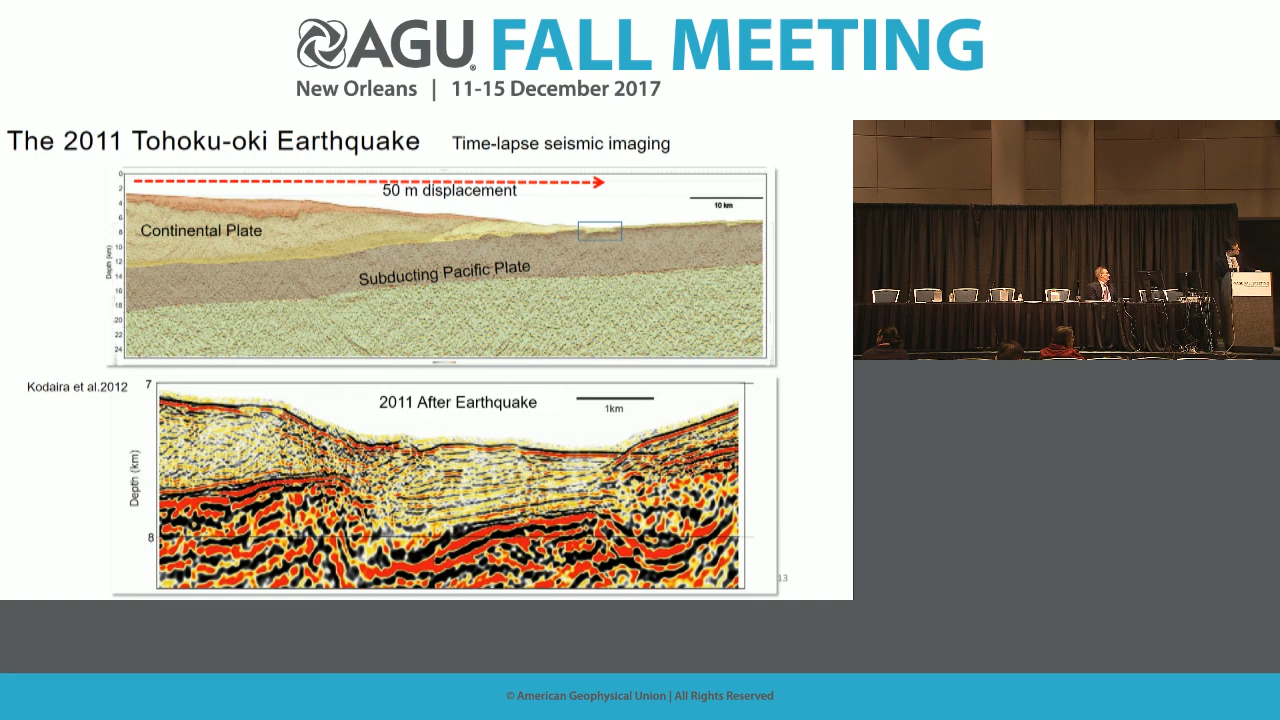 AGU FALL MEETING
New Orleans | 11-15 December 2017
The 2011 Tohoku-oki Earthquake Time-lapse seismic imaging
50 m displacement
10 km
Continental Plate
Subducting Pacific Plate
Depth (km)
0
2
4
6
8
10
12
14
16
18
20
22
24
Kodaira et al.2012
7
2011 After Earthquake
1km
Depth (km)
8
13
AGU FALL MEETING
© American Geophysical Union | All Rights Reserved